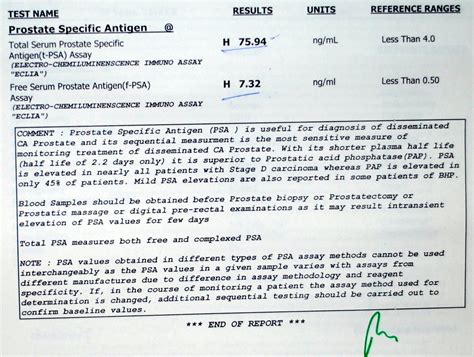 TEST NAME RESULTS UNITS REFERENCE RANGES
Prostate Specific Antigen @
Total Serum Prostate Specific H 75.94 ng/mL Less Than 4.0
Antigen(t-PSA) Assay
(ELECTRO-CHEMILUMINENSCENCE IMMUNO ASSAY
"ECLIA")
Free Serum Prostate Antigen(f-PSA) H 7.32 ng/mL Less Than 0.50
Assay
(ELECTRO-CHEMILUMINENSCENCE IMMUNO ASSAY
"ECLIA")
COMMENT : Prostate Specific Antigen (PSA ) is useful for diagnosis of disseminated
CA Prostate and its sequential measurment is the most sensitive measure of
monitoring treatment of disseminated CA Prostate. With its shorter plasma half life
(half life of 2.2 days only) it is superior to Prostatic acid phosphatase(PAP). PSA
is elevated in nearly all patients with Stage D carcinoma whereas PAP is elevated in
only 45% of patients. Mild PSA elevations are also reported in some patients of BHP.
Blood Samples should be obtained before Prostate biopsy or Prostatectomy or
Prostatic massage or digital pre-rectal examinations as it may result intransient
elevation of PSA values for few days
Total PSA measures both free and complexed PSA
NOTE : PSA values obtained in different types of PSA assay methods cannot be used
interchangeably as the PSA values in a given sample varies with assays from
different manufactures due to difference in assay methodology and reagent
specificity. If, in the course of monitoring a patient the assay method used for
determination is changed, additional sequential testing should be carried out to
confirm baseline values.
*** END OF REPORT ***